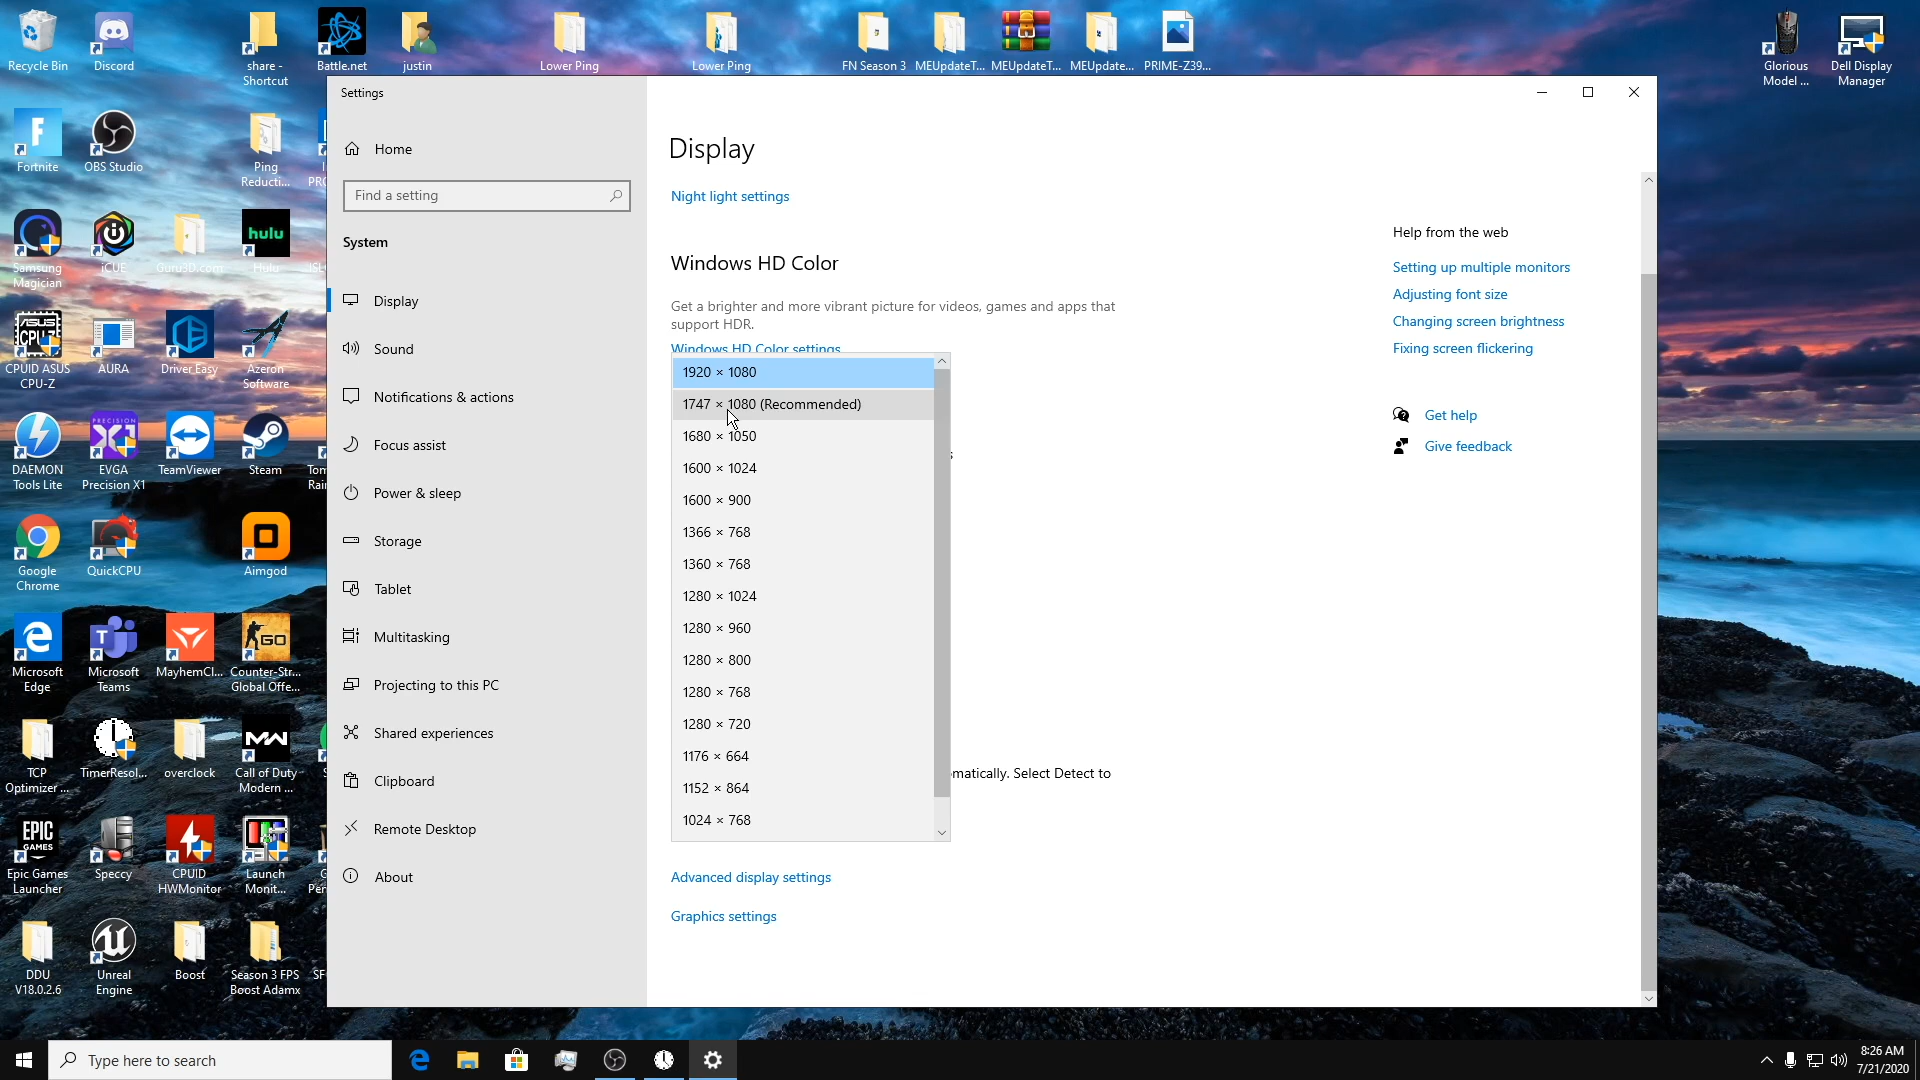 Recycle Bin
Discord
share -
Shortcut
Battle.net
justin
Lower Ping
Lower Ping
FN Season 3
MEUpdateT...
MEUpdateT...
MEUpdate...
PRIME-Z39...
Glorious
Model ...
Dell Display
Manager
Fortnite
OBS Studio
Ping
Reducti...
Samsung
Magician
iCUE
Guru3D.com
hulu
Hulu
CPUID ASUS
CPU-Z
AURA
Driver Easy
Azeron
Software
DAEMON
Tools Lite
EVGA
Precision X1
TeamViewer
Steam
Google
Chrome
QuickCPU
Aimgod
Microsoft
Edge
Microsoft
Teams
MayhemCl...
Counter-Str...
Global Offe...
TCP
Optimizer ...
TimerResol...
overclock
Call of Duty
Modern ...
Epic Games
Launcher
Speccy
CPUID
HWMonitor
Launch
Monit...
DDU
V18.0.2.6
Unreal
Engine
Boost
Season 3 FPS
Boost Adamx
Settings
Home
Find a setting
System
Display
Sound
Notifications & actions
Focus assist
Power & sleep
Storage
Tablet
Multitasking
Projecting to this PC
Shared experiences
Clipboard
Remote Desktop
About
Display
Night light settings
Windows HD Color
Get a brighter and more vibrant picture for videos, games and apps that
support HDR.
Windows HD Color settings
1920 × 1080
1747 × 1080 (Recommended)
1680 × 1050
1600 × 1024
1600 × 900
1366 × 768
1360 × 768
1280 × 1024
1280 × 960
1280 × 800
1280 × 768
1280 × 720
1176 × 664
1152 × 864
1024 × 768
matically. Select Detect to
Advanced display settings
Graphics settings
Help from the web
Setting up multiple monitors
Adjusting font size
Changing screen brightness
Fixing screen flickering
Get help
Give feedback
Type here to search
8:26 AM
7/21/2020